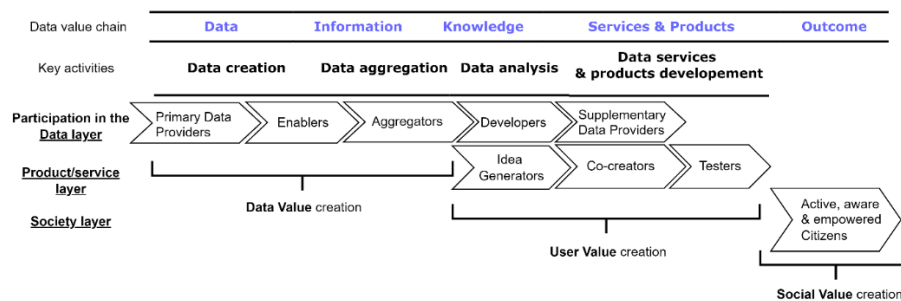 Data value chain Data Information Knowledge Services & Products Outcome
Key activities Data creation Data aggregation Data analysis Data services
& products developement
Participation in the
Data layer
Primary Data
Providers
Enablers
Aggregators
Developers
Supplementary
Data Providers
Product/service
layer
Idea
Generators
Co-creators
Testers
Data Value creation
Society layer
Active, aware
& empowered
Citizens
User Value creation
Social Value creation